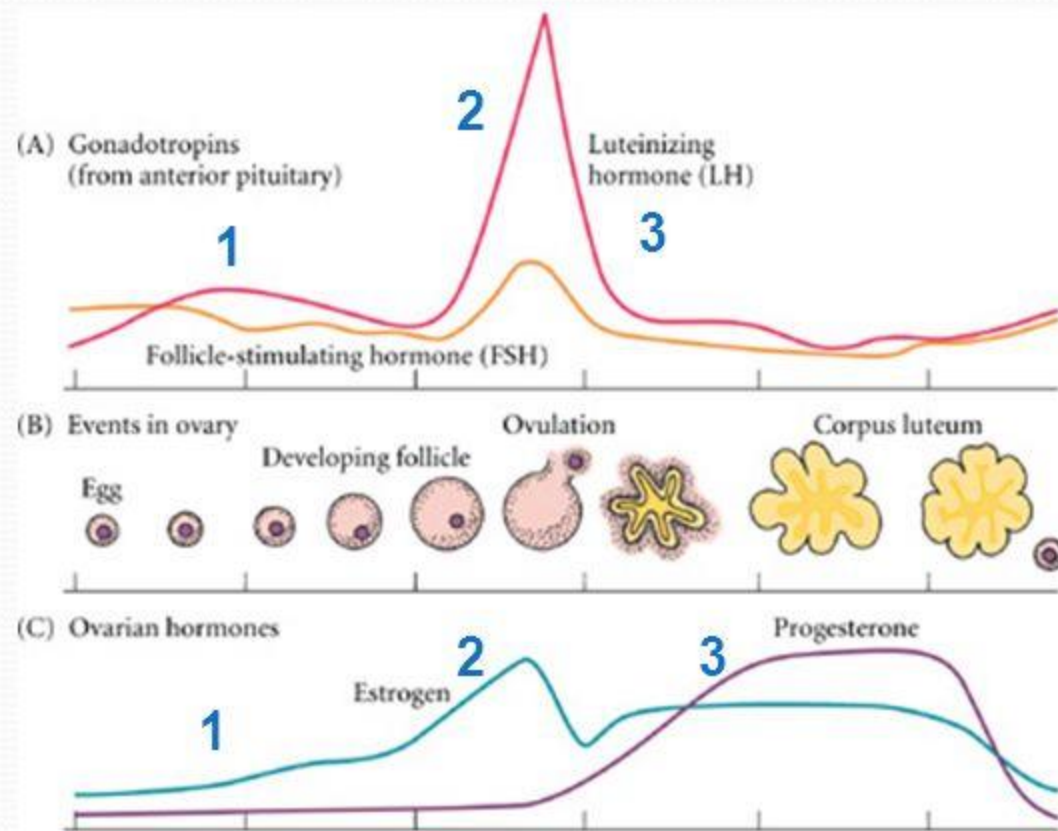 2
(A) Gonadotropins
(from anterior pituitary)
Luteinizing
hormone (LH)
1
3
Follicle-stimulating hormone (FSH)
(B) Events in ovary
Ovulation
Corpus luteum
Developing follicle
Egg
(C) Ovarian hormones
2
3
Progesterone
Estrogen
1